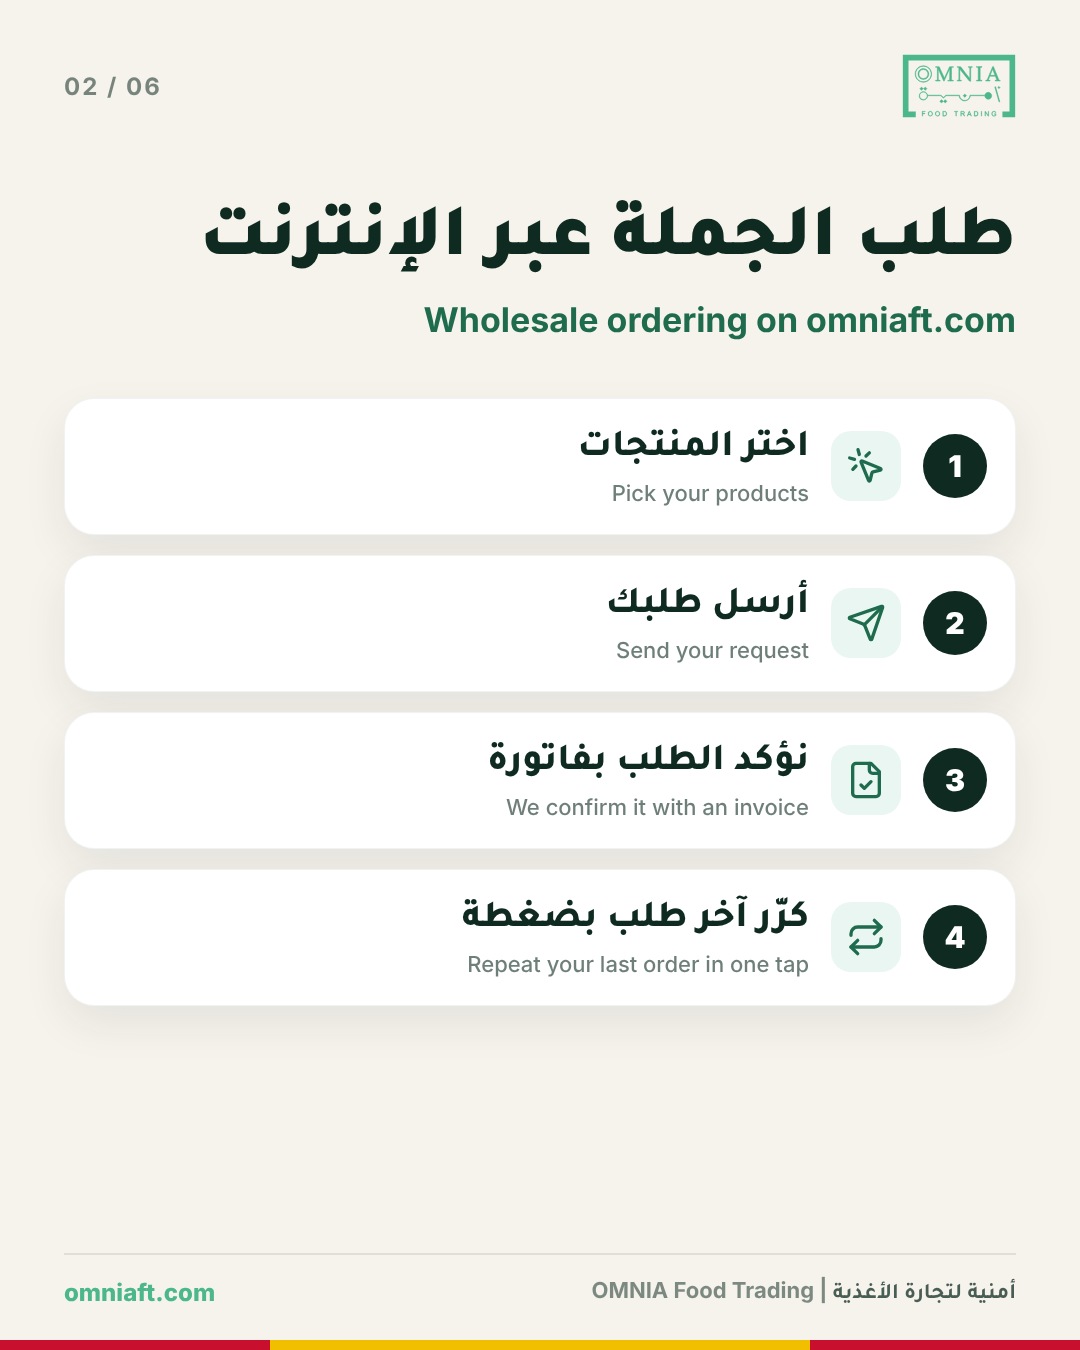 02 / 06
OMNIA
أمنية
FOOD TRADING
طلب الجملة عبر الإنترنت
Wholesale ordering on omniaft.com
1
اختر المنتجات
Pick your products
2
أرسل طلبك
Send your request
3
نؤكد الطلب بفاتورة
We confirm it with an invoice
4
كرّر آخر طلب بضغطة
Repeat your last order in one tap
أمنية لتجارة الأغذية | OMNIA Food Trading
omniaft.com